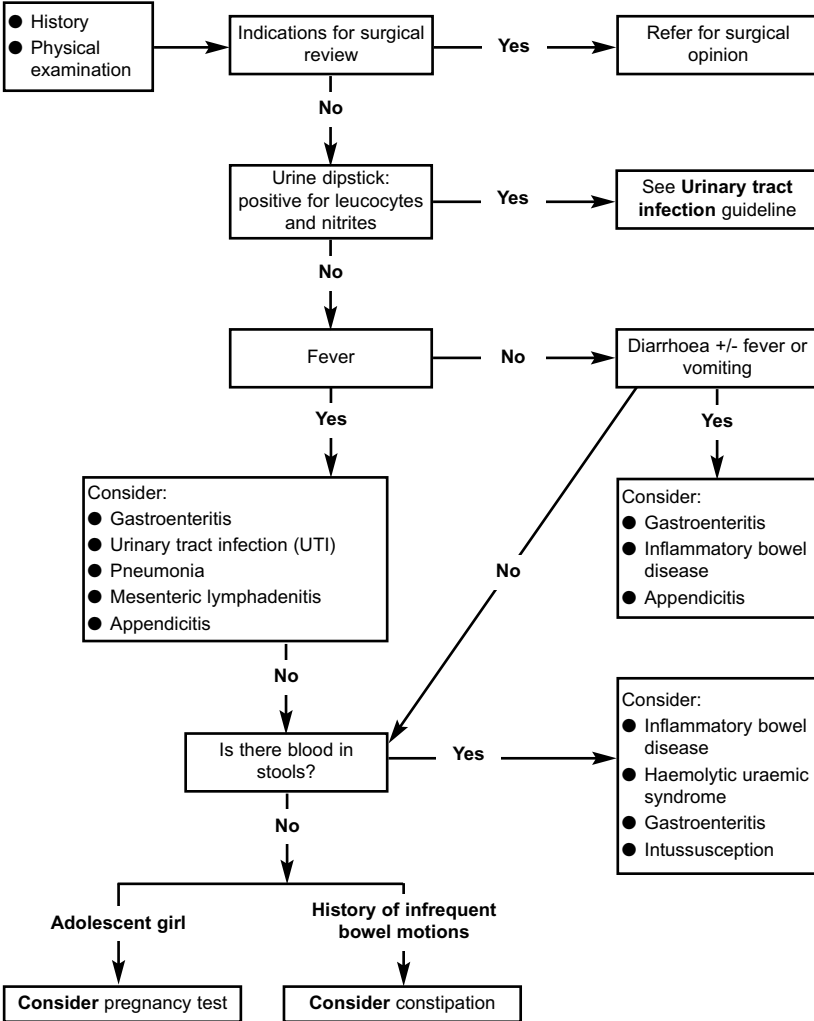 ● History
● Physical
examination
Indications for surgical
review
Yes
Refer for surgical
opinion
No
Urine dipstick:
positive for leucocytes
and nitrites
Yes
See Urinary tract
infection guideline
No
Fever
No
Diarrhoea +/- fever or
vomiting
Yes
Yes
Consider:
● Gastroenteritis
● Urinary tract infection (UTI)
● Pneumonia
● Mesenteric lymphadenitis
● Appendicitis
Consider:
● Gastroenteritis
● Inflammatory bowel
disease
● Appendicitis
No
No
Is there blood in
stools?
Yes
Consider:
● Inflammatory bowel
disease
● Haemolytic uraemic
syndrome
● Gastroenteritis
● Intussusception
No
Adolescent girl
History of infrequent
bowel motions
Consider pregnancy test
Consider constipation